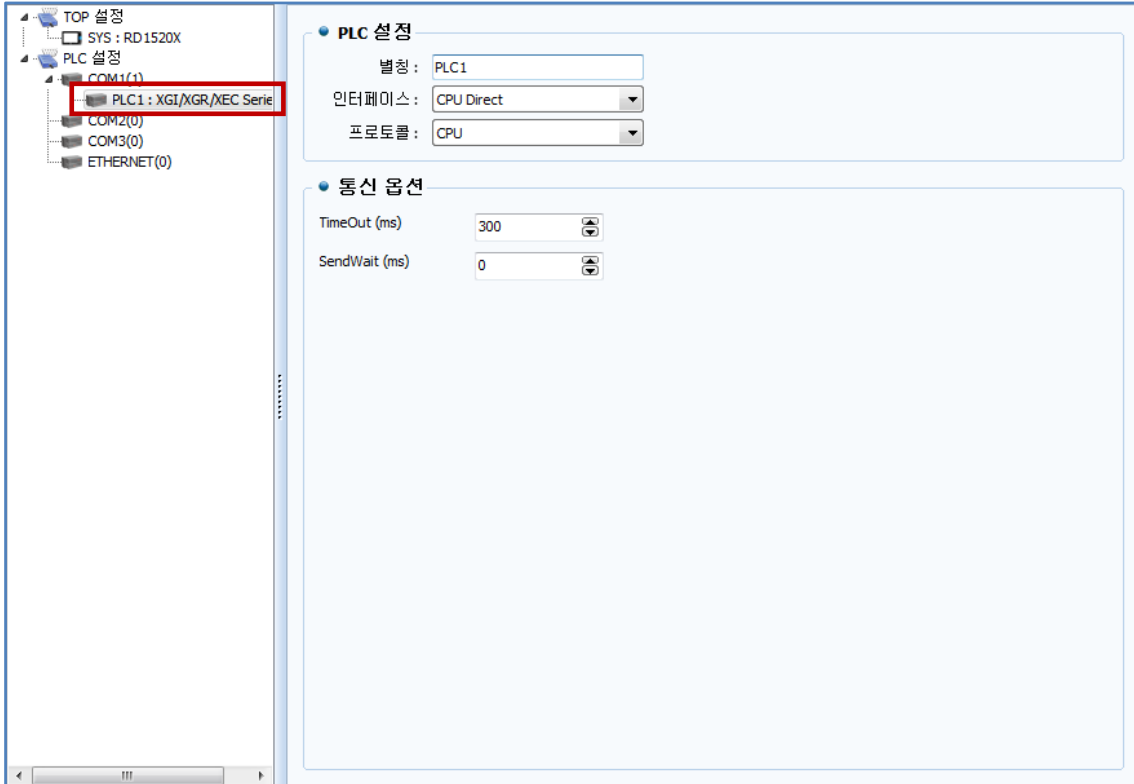 TOP 설정
SYS : RD1520X
PLC 설정
COM1(1)
PLC1 : XGI/XGR/XEC Serie
COM2(0)
COM3(0)
ETHERNET(0)
PLC 설정
별칭 : PLC1
인터페이스 : CPU Direct
프로토콜 : CPU
통신 옵션
TimeOut (ms) 300
SendWait (ms) 0